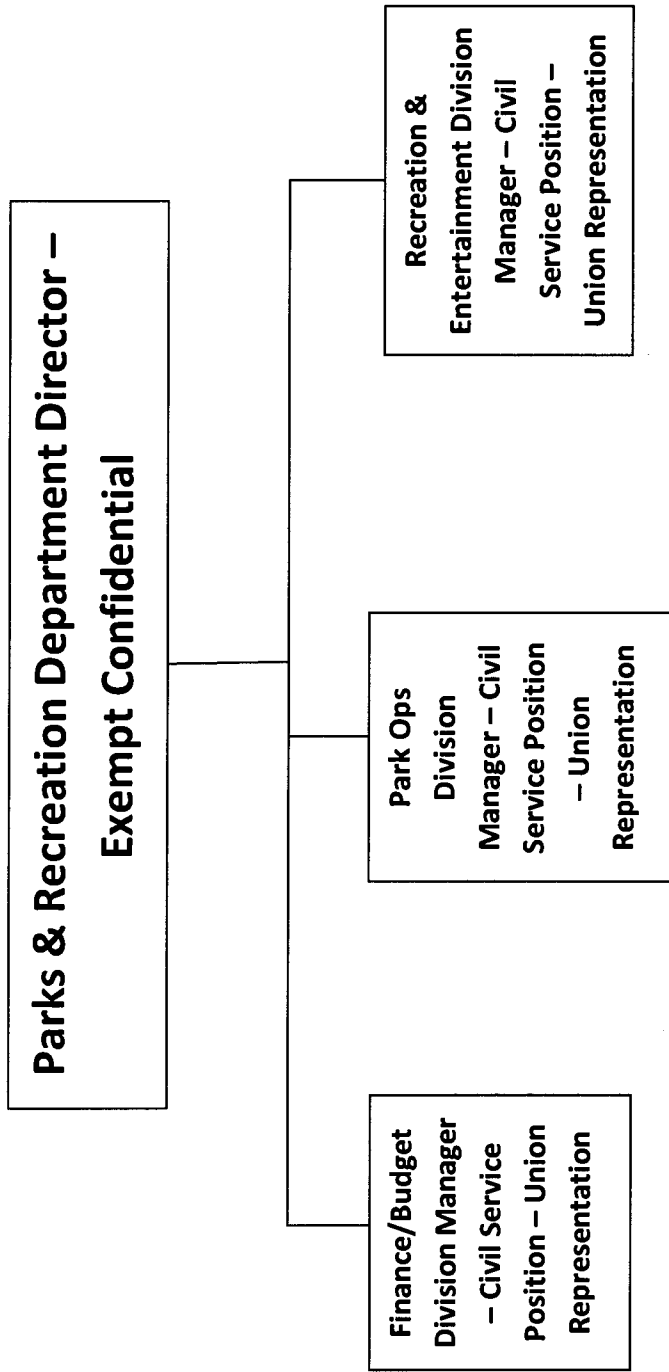 Parks & Recreation Department Director –
Exempt Confidential
Finance/Budget
Division Manager
– Civil Service
Position – Union
Representation
Park Ops
Division
Manager – Civil
Service Position
– Union
Representation
Recreation &
Entertainment Division
Manager – Civil
Service Position –
Union Representation